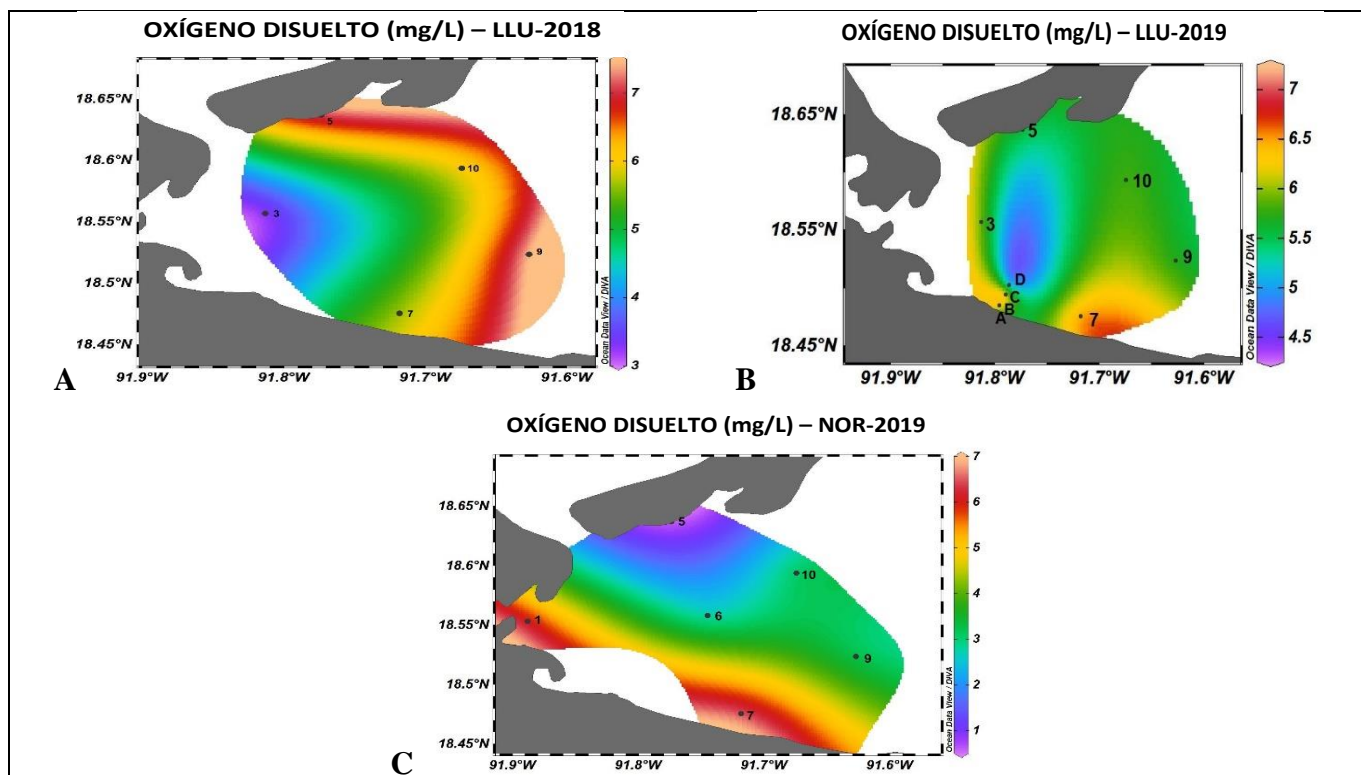 OXÍGENO DISUELTO (mg/L) – LLU-2018
18.65°N
18.6°N
18.55°N
18.5°N
18.45°N
91.9°W
91.8°W
91.7°W
91.6°W
5
10
3
9
7
7
6
5
4
3
Ocean Data View / DIVA
A
OXÍGENO DISUELTO (mg/L) – LLU-2019
18.65°N
18.55°N
18.45°N
91.9°W
91.8°W
91.7°W
91.6°W
5
10
3
9
D
C
B
A
7
7
6.5
6
5.5
5
4.5
Ocean Data View / DIVA
B
OXÍGENO DISUELTO (mg/L) – NOR-2019
18.65°N
18.6°N
18.55°N
18.5°N
18.45°N
91.9°W
91.8°W
91.7°W
91.6°W
5
10
6
1
9
7
7
6
5
4
3
2
1
Ocean Data View / DIVA
C